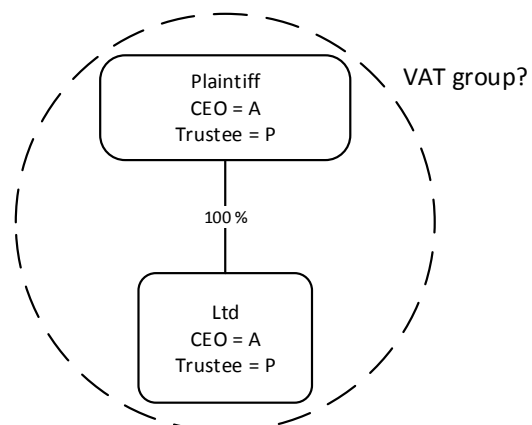 VAT group?
Plaintiff
CEO = A
Trustee = P
100 %
Ltd
CEO = A
Trustee = P